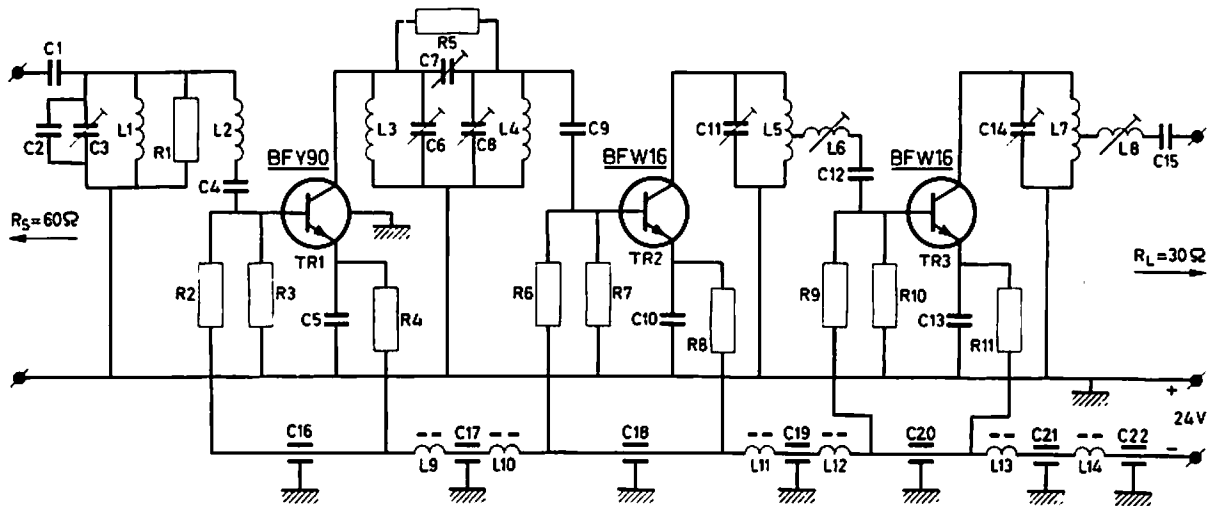 R5
C1
C7
C2
C3
L1
R1
L2
L3
C6
C8
L4
C9
C11
L5
L6
C14
L7
L8
C15
BFY90
BFW16
BFW16
C4
C12
RS=60Ω
RL=30Ω
TR1
TR2
TR3
R2
R3
C5
R4
R6
R7
C10
R8
R9
R10
C13
R11
+
24V
−
C16
L9
C17
L10
C18
L11
C19
L12
C20
L13
C21
L14
C22